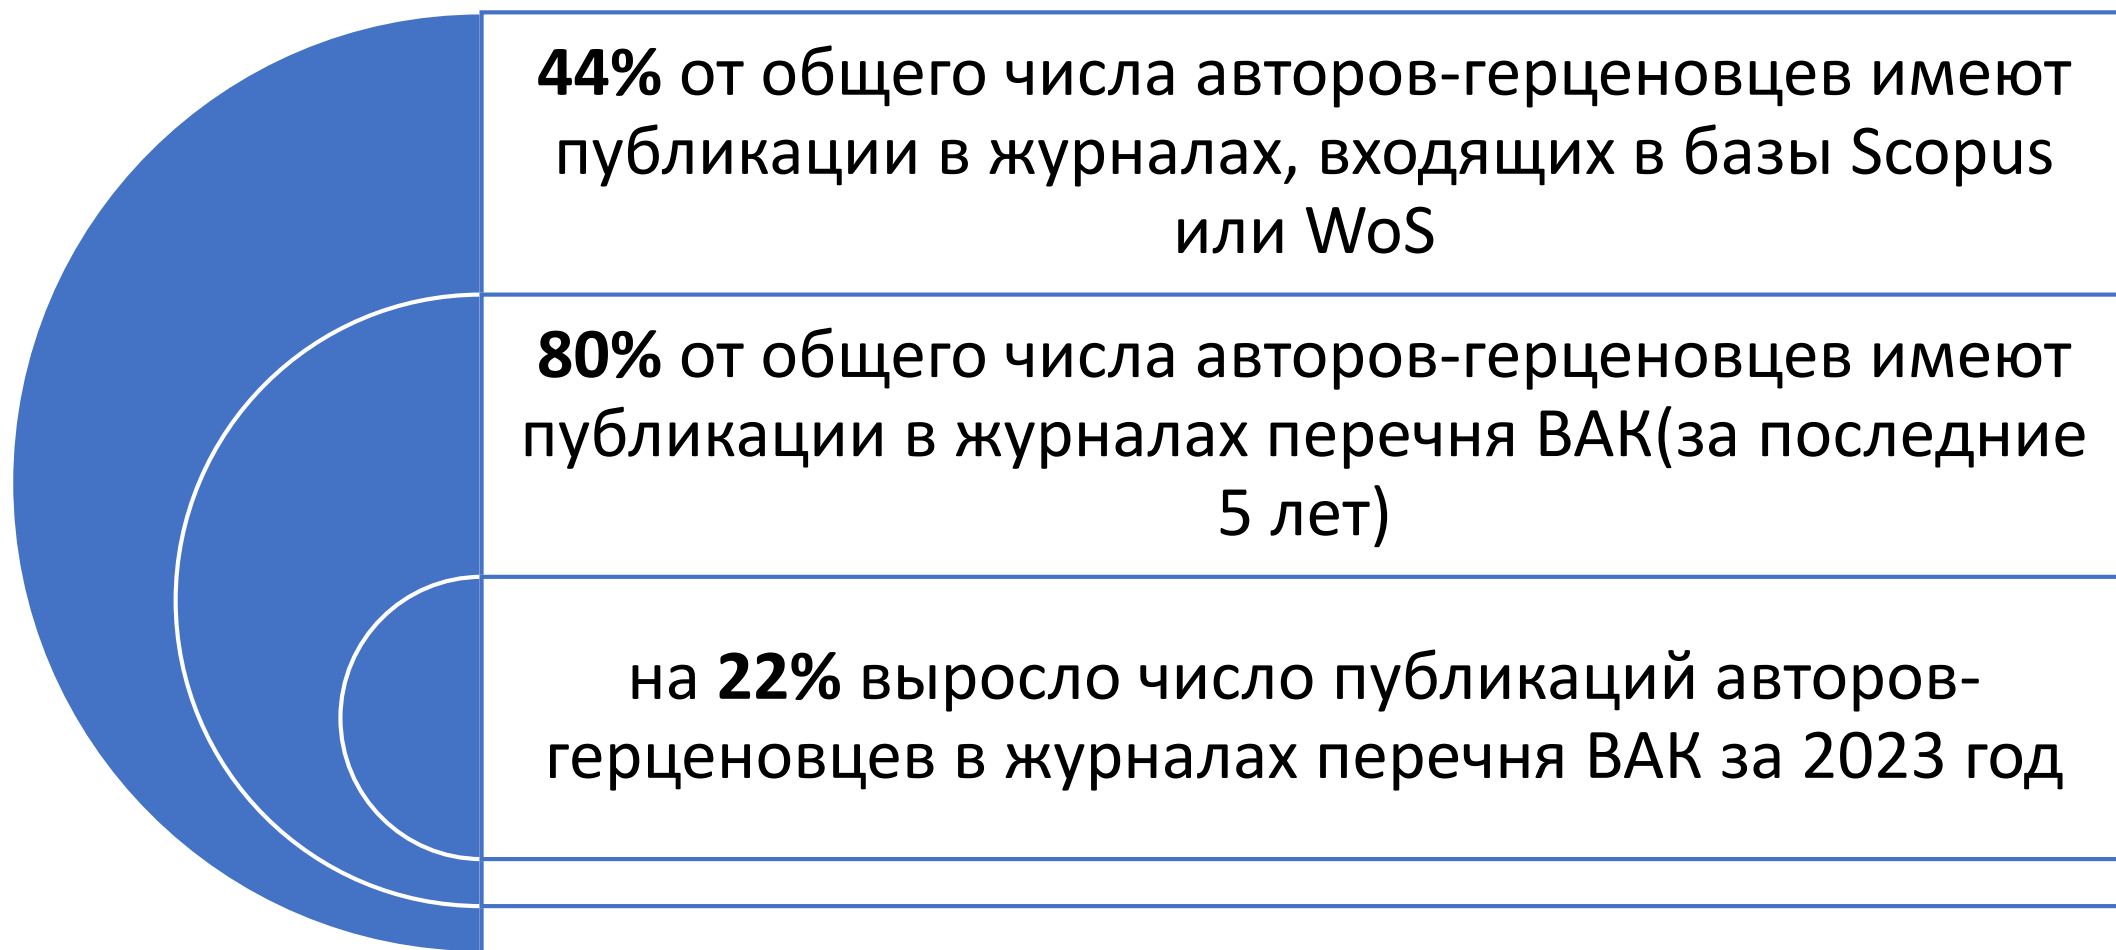 44% от общего числа авторов-герценовцев имеют
публикации в журналах, входящих в базы Scopus
или WoS
80% от общего числа авторов-герценовцев имеют
публикации в журналах перечня ВАК(за последние
5 лет)
на 22% выросло число публикаций авторов-
герценовцев в журналах перечня ВАК за 2023 год